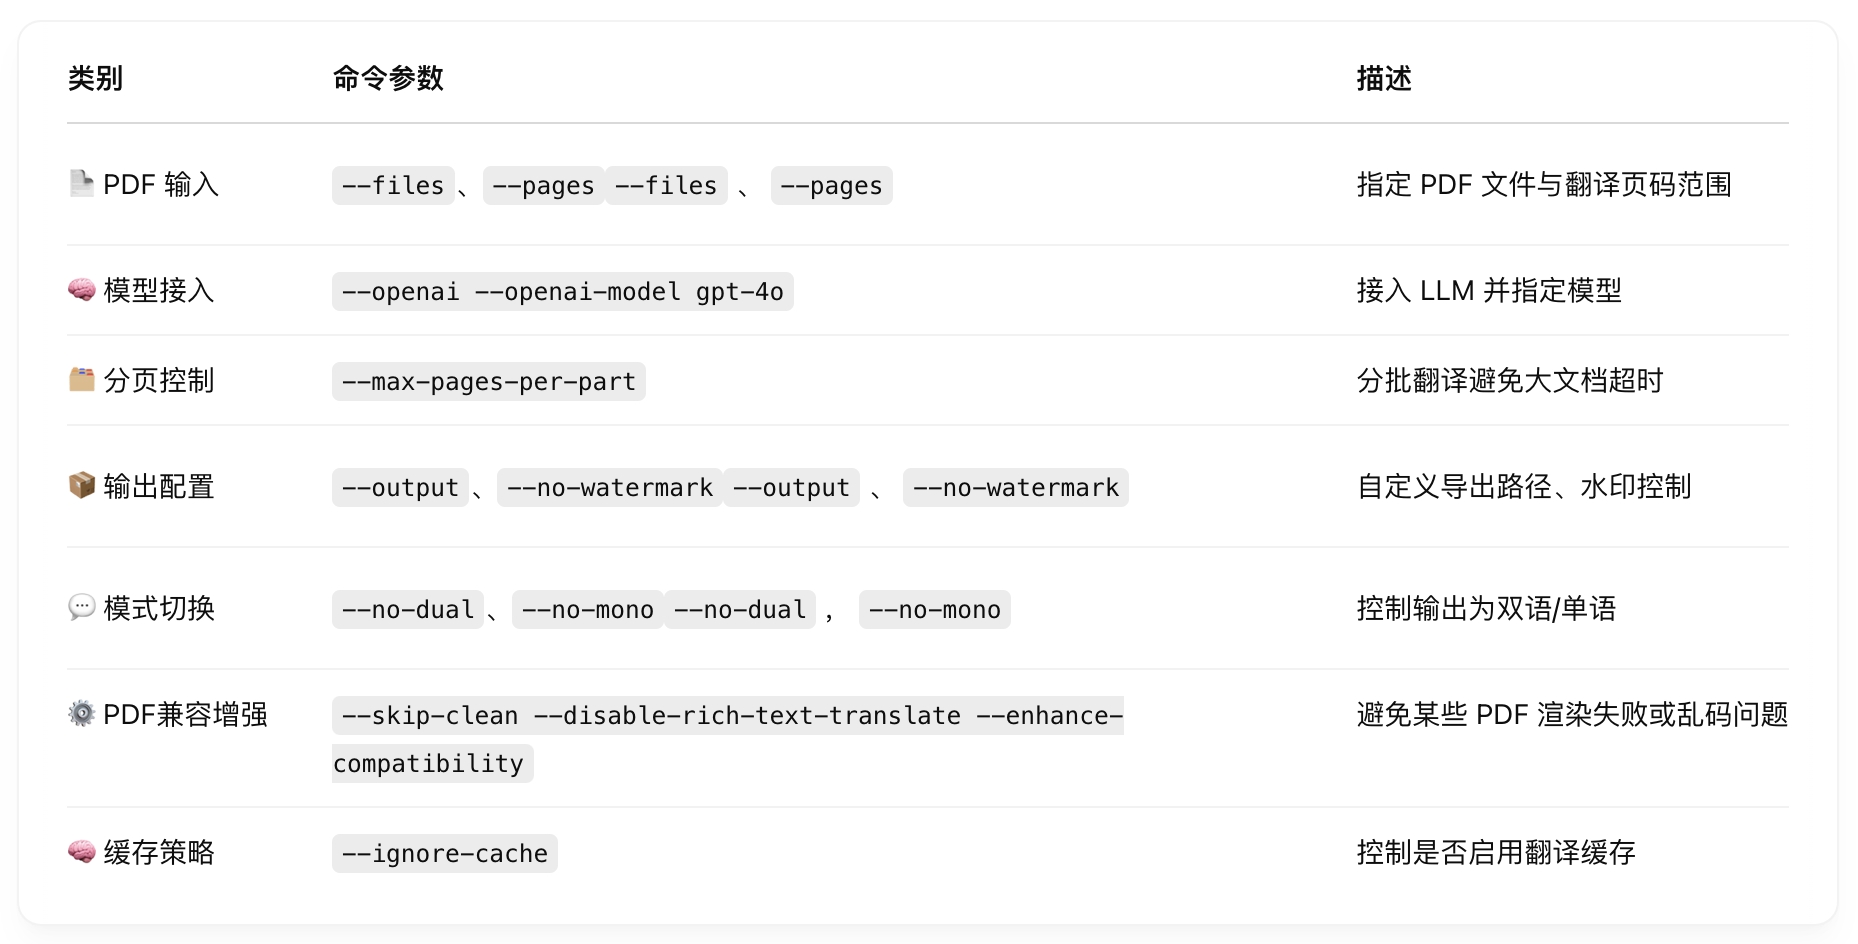 类别 命令参数 描述
📄 PDF 输入 --files、--pages --files 、 --pages 指定 PDF 文件与翻译页码范围
🧠 模型接入 --openai --openai-model gpt-4o 接入 LLM 并指定模型
🗂️ 分页控制 --max-pages-per-part 分批翻译避免大文档超时
📦 输出配置 --output、--no-watermark --output 、 --no-watermark 自定义导出路径、水印控制
💬 模式切换 --no-dual、--no-mono --no-dual ， --no-mono 控制输出为双语/单语
⚙️ PDF兼容增强 --skip-clean --disable-rich-text-translate --enhance- 避免某些 PDF 渲染失败或乱码问题
compatibility
🧠 缓存策略 --ignore-cache 控制是否启用翻译缓存